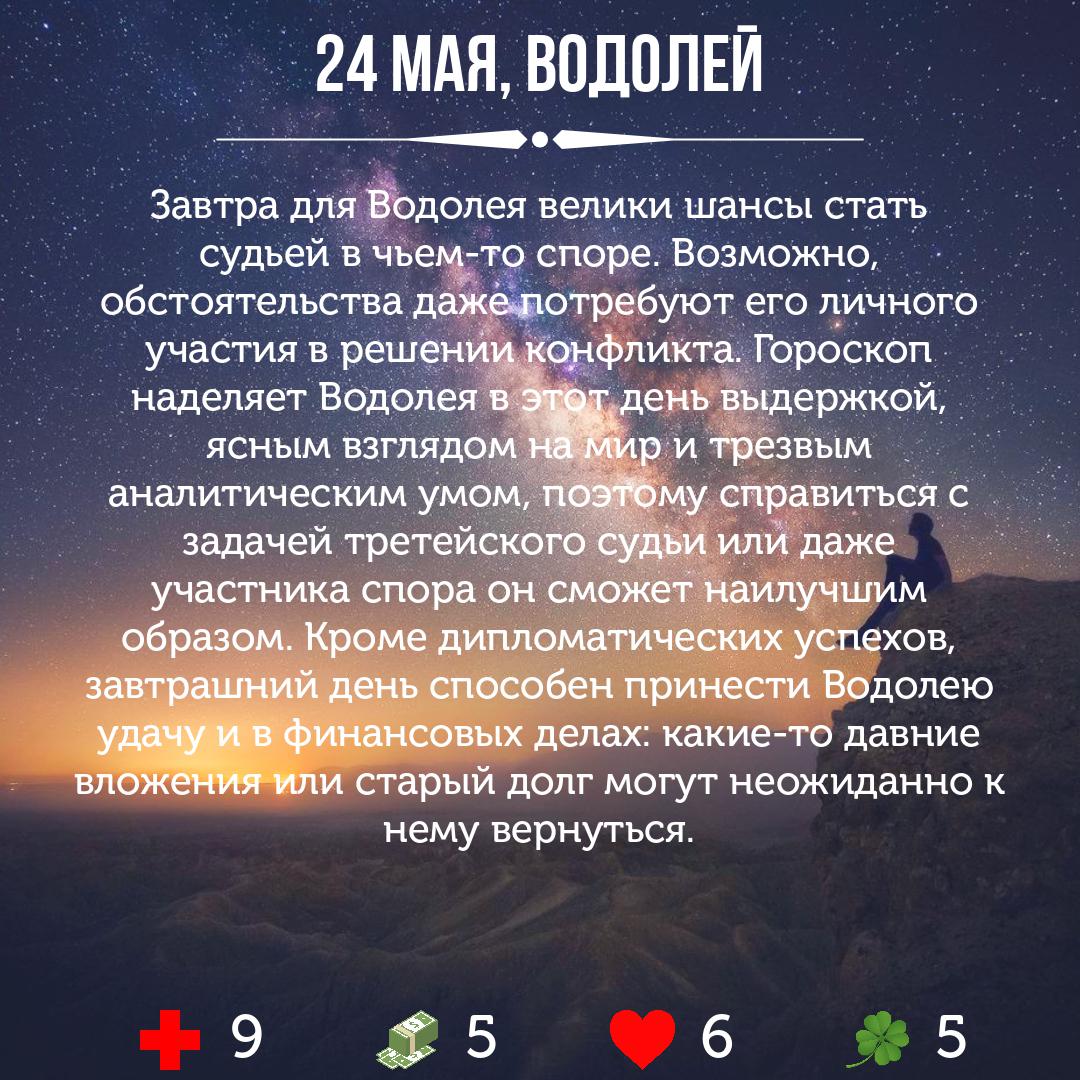 24 МАЯ, ВОДОЛЕЙ
Завтра для Водолея велики шансы стать
судьей в чьем-то споре. Возможно,
обстоятельства даже потребуют его личного
участия в решении конфликта. Гороскоп
наделяет Водолея в этот день выдержкой,
ясным взглядом на мир и трезвым
аналитическим умом, поэтому справиться с
задачей третейского судьи или даже
участника спора он сможет наилучшим
образом. Кроме дипломатических успехов,
завтрашний день способен принести Водолею
удачу и в финансовых делах: какие-то давние
вложения или старый долг могут неожиданно к
нему вернуться.
9 5 6 5